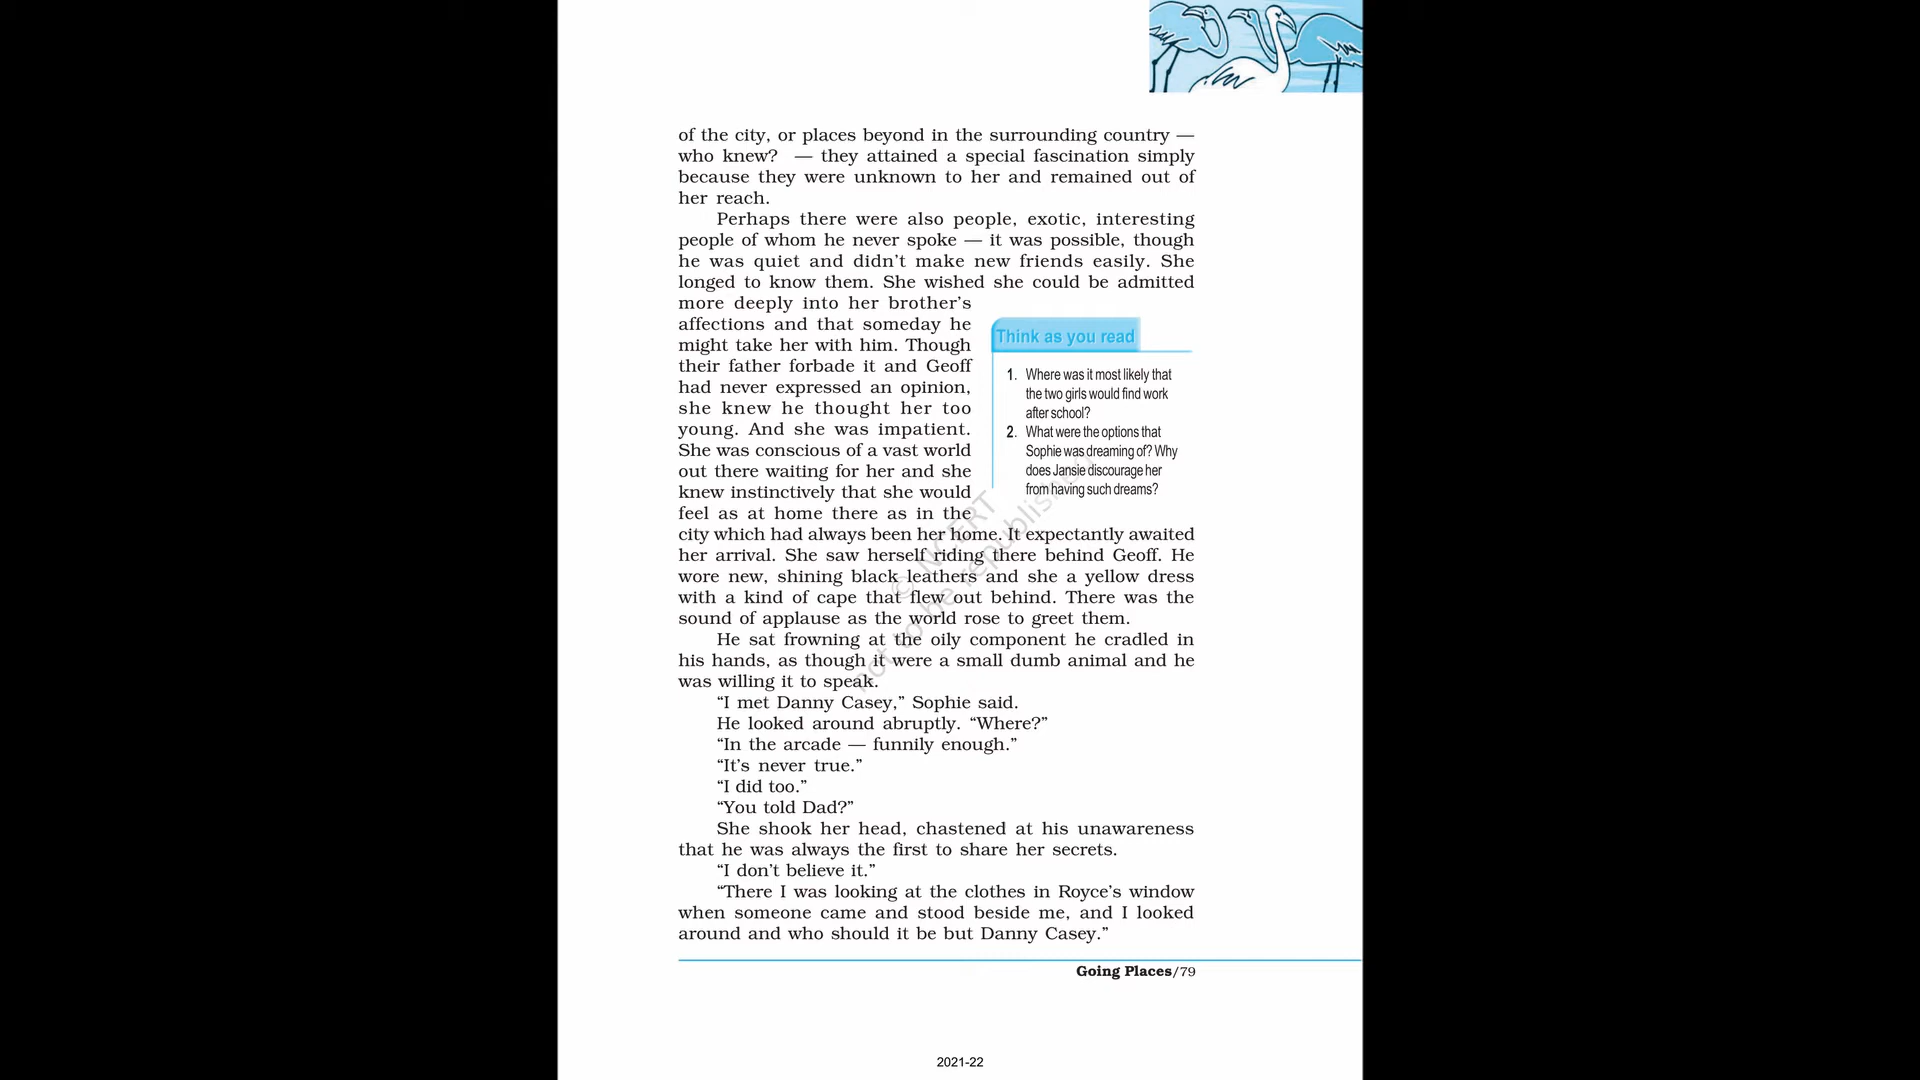 of the city, or places beyond in the surrounding country —
who knew? — they attained a special fascination simply
because they were unknown to her and remained out of
her reach.
Perhaps there were also people, exotic, interesting
people of whom he never spoke — it was possible, though
he was quiet and didn’t make new friends easily. She
longed to know them. She wished she could be admitted
more deeply into her brother’s
affections and that someday he
might take her with him. Though
their father forbade it and Geoff
had never expressed an opinion,
she knew he thought her too
young. And she was impatient.
She was conscious of a vast world
out there waiting for her and she
knew instinctively that she would
feel as at home there as in the
city which had always been her home. It expectantly awaited
her arrival. She saw herself riding there behind Geoff. He
wore new, shining black leathers and she a yellow dress
with a kind of cape that flew out behind. There was the
sound of applause as the world rose to greet them.
He sat frowning at the oily component he cradled in
his hands, as though it were a small dumb animal and he
was willing it to speak.
“I met Danny Casey,” Sophie said.
He looked around abruptly. “Where?”
“In the arcade — funnily enough.”
“It’s never true.”
“I did too.”
“You told Dad?”
She shook her head, chastened at his unawareness
that he was always the first to share her secrets.
“I don’t believe it.”
“There I was looking at the clothes in Royce’s window
when someone came and stood beside me, and I looked
around and who should it be but Danny Casey.”
Think as you read
1. Where was it most likely that
the two girls would find work
after school?
2. What were the options that
Sophie was dreaming of? Why
does Jansie discourage her
from having such dreams?
© NCERT
not to be republished
Going Places/79
2021-22